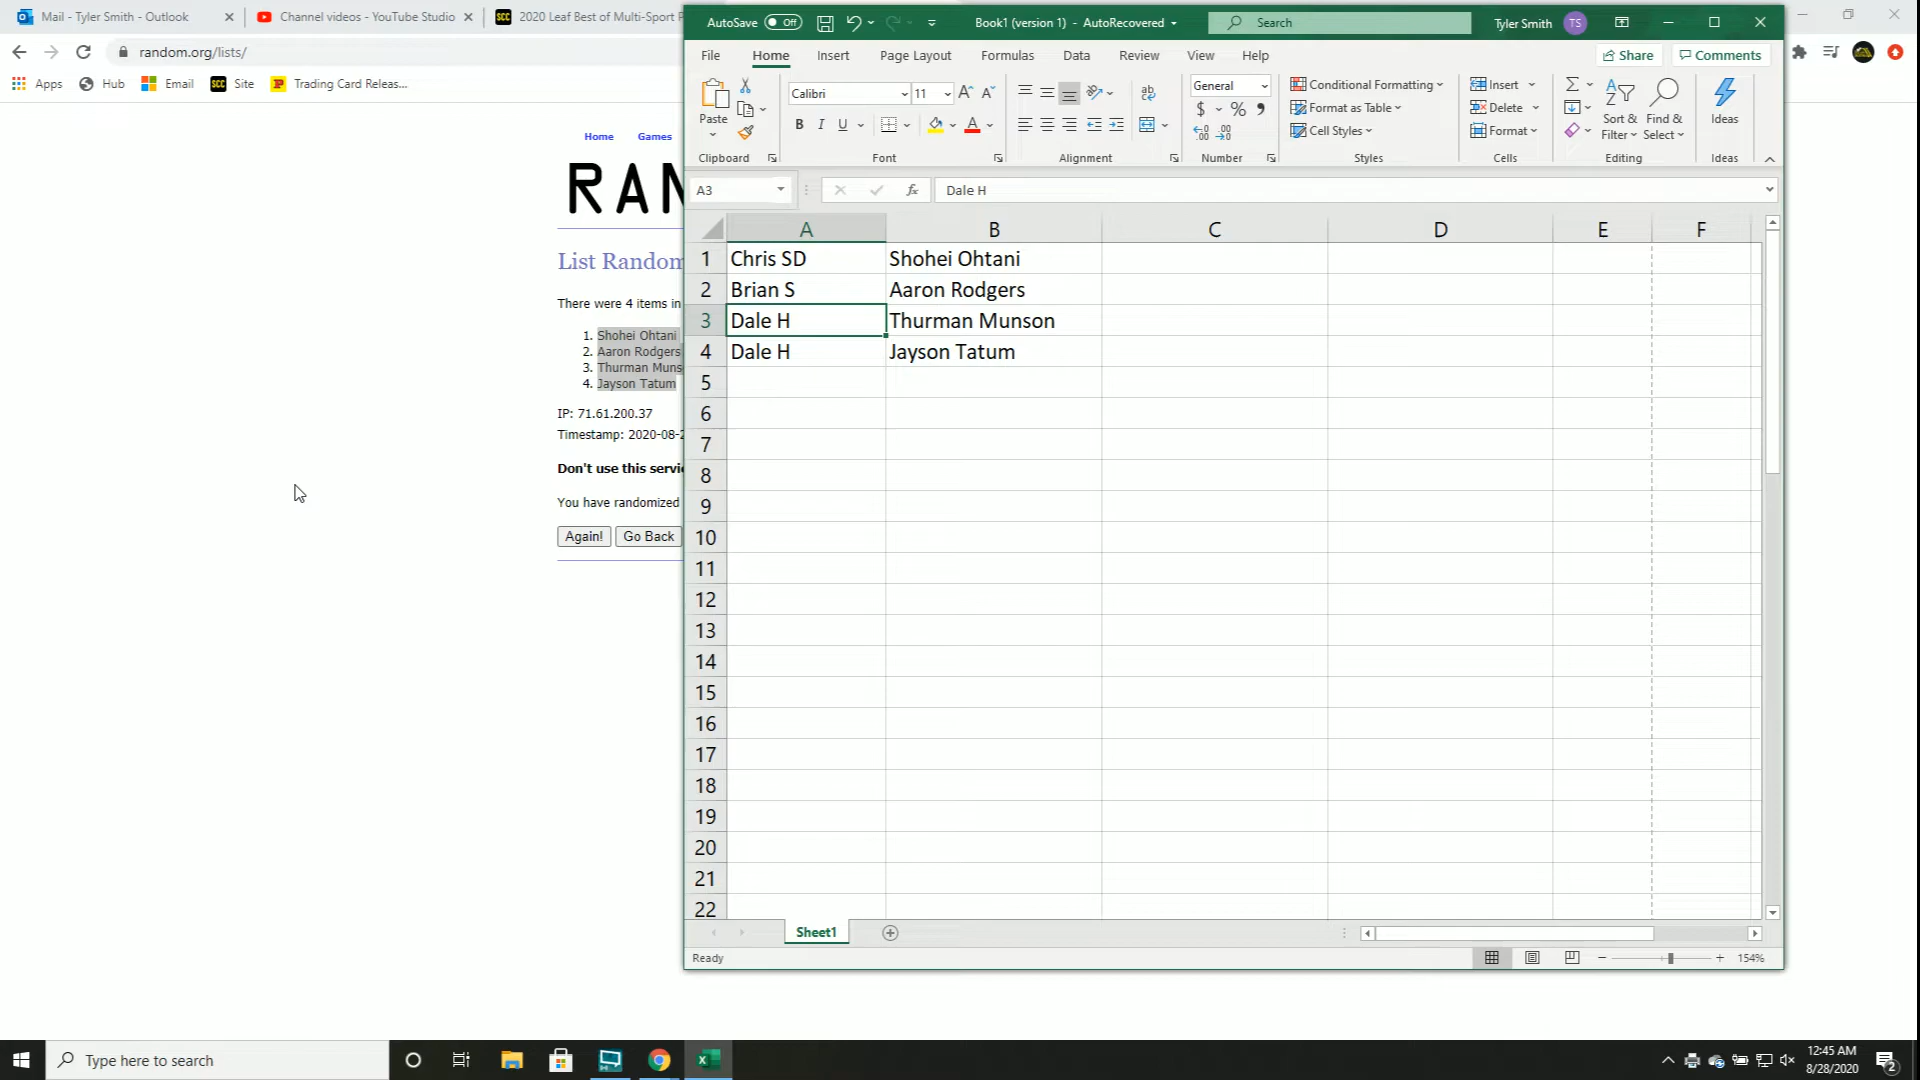 Mail - Tyler Smith - Outlook
Channel videos - YouTube Studio
SCC 2020 Leaf Best of Multi-Sport P
random.org/lists/
Apps Hub Email SCC Site Trading Card Releas...
Home Games
RAN
List Random
There were 4 items in
1. Shohei Ohtani
2. Aaron Rodgers
3. Thurman Muns
4. Jayson Tatum
IP: 71.61.200.37
Timestamp: 2020-08-2
Don't use this servi
You have randomized
Again! Go Back
AutoSave Off Book1 (version 1) - AutoRecovered Search Tyler Smith TS
File Home Insert Page Layout Formulas Data Review View Help Share Comments
Paste
Clipboard
Calibri 11
B I U
Font
Alignment
General
$ % ,
Number
Conditional Formatting
Format as Table
Cell Styles
Styles
Insert
Delete
Format
Cells
Sort & Filter
Find & Select
Editing
Ideas
Ideas
A3 fx Dale H
A B C D E F
1 Chris SD Shohei Ohtani
2 Brian S Aaron Rodgers
3 Dale H Thurman Munson
4 Dale H Jayson Tatum
5
6
7
8
9
10
11
12
13
14
15
16
17
18
19
20
21
22
Sheet1
Ready 154%
Type here to search
12:45 AM
8/28/2020
2